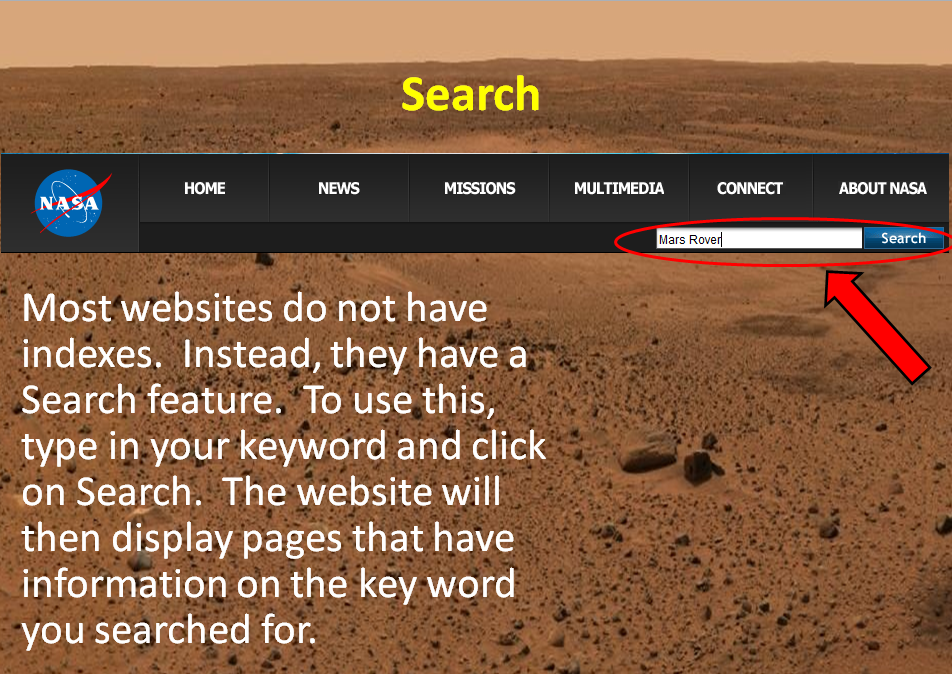 Search
NASA
HOME NEWS MISSIONS MULTIMEDIA CONNECT ABOUT NASA
Mars Rover Search
Most websites do not have
indexes.  Instead, they have a
Search feature.  To use this,
type in your keyword and click
on Search.  The website will
then display pages that have
information on the key word
you searched for.